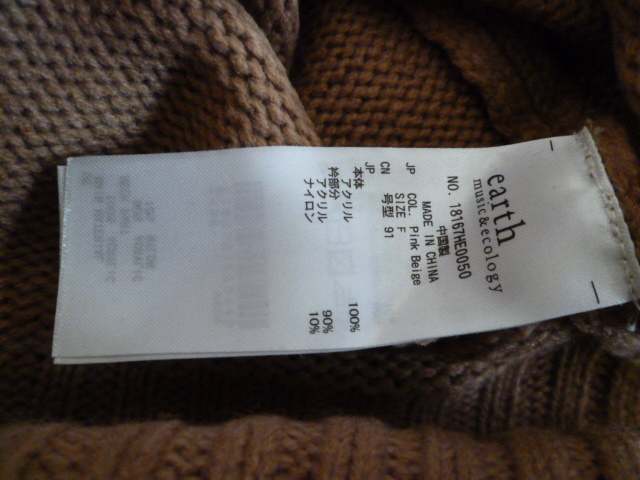 earth
music&ecology
NO. 18167HE0050
中国製
MADE IN CHINA
JP COL. Pink Beige
SIZE F
CN 号型 91
JP
本体 アクリル 100%
衿部分 アクリル 90%
ナイロン 10%